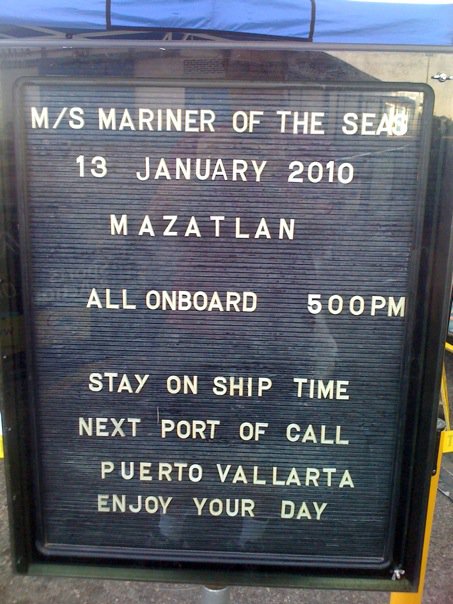 M/S MARINER OF THE SEAS
13 JANUARY 2010
MAZATLAN
ALL ONBOARD 500PM
STAY ON SHIP TIME
NEXT PORT OF CALL
PUERTO VALLARTA
ENJOY YOUR DAY